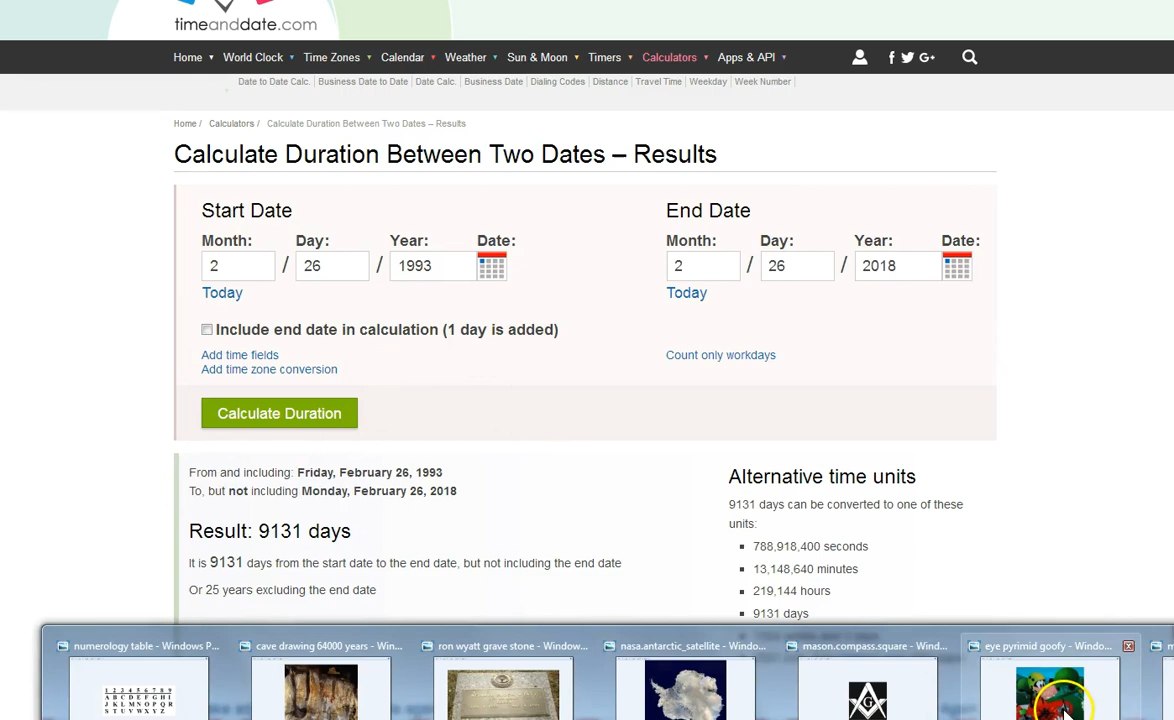 timeanddate.com
Home World Clock Time Zones Calendar Weather Sun & Moon Timers Calculators Apps & API
Date to Date Calc. | Business Date to Date | Date Calc. | Business Date | Dialing Codes | Distance | Travel Time | Weekday | Week Number |
Home / Calculators / Calculate Duration Between Two Dates – Results
Calculate Duration Between Two Dates – Results
Start Date End Date
Month: Day: Year: Date: Month: Day: Year: Date:
2 / 26 / 1993 2 / 26 / 2018
Today Today
Include end date in calculation (1 day is added)
Add time fields Count only workdays
Add time zone conversion
Calculate Duration
From and including: Friday, February 26, 1993
To, but not including Monday, February 26, 2018
Result: 9131 days
It is 9131 days from the start date to the end date, but not including the end date
Or 25 years excluding the end date
Alternative time units
9131 days can be converted to one of these
units:
788,918,400 seconds
13,148,640 minutes
219,144 hours
9131 days
numerology table - Windows P... cave drawing 64000 years - Win... ron wyatt grave stone - Window... nasa.antarctic_satellite - Windo... mason.compass.square - Wind... eye pyrimid goofy - Windo...
1 2 3 4 5 6 7 8 9
A B C D E F G H I
J K L M N O P Q R
S T U V W X Y Z
G